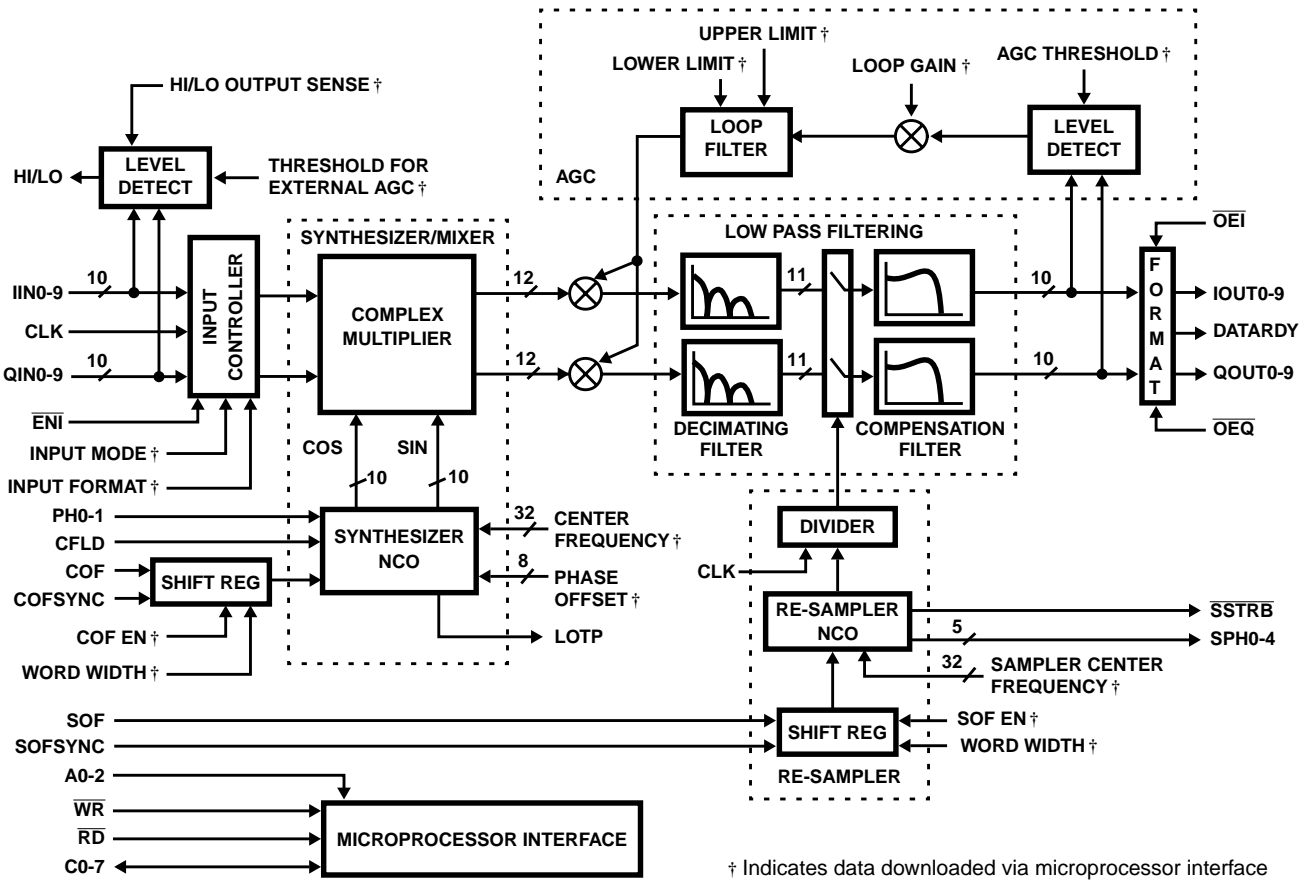 UPPER LIMIT †
LOWER LIMIT †
LOOP GAIN †
AGC THRESHOLD †
HI/LO OUTPUT SENSE †
LOOP
FILTER
LEVEL
DETECT
AGC
LEVEL
DETECT
HI/LO
THRESHOLD FOR
EXTERNAL AGC †
SYNTHESIZER/MIXER
LOW PASS FILTERING
OEI
10
IIN0-9
CLK
10
QIN0-9
INPUT
CONTROLLER
COMPLEX
MULTIPLIER
12
12
11
11
10
10
FORMAT
IOUT0-9
DATARDY
QOUT0-9
ENI
INPUT MODE †
INPUT FORMAT †
COS
SIN
10
10
DECIMATING
FILTER
COMPENSATION
FILTER
OEQ
PH0-1
CFLD
COF
COFSYNC
SHIFT REG
COF EN †
WORD WIDTH †
SYNTHESIZER
NCO
32
CENTER
FREQUENCY †
8
PHASE
OFFSET †
LOTP
DIVIDER
CLK
RE-SAMPLER
NCO
SSTRB
5
SPH0-4
32
SAMPLER CENTER
FREQUENCY †
SOF
SOFSYNC
SHIFT REG
SOF EN †
WORD WIDTH †
RE-SAMPLER
A0-2
WR
RD
C0-7
MICROPROCESSOR INTERFACE
† Indicates data downloaded via microprocessor interface